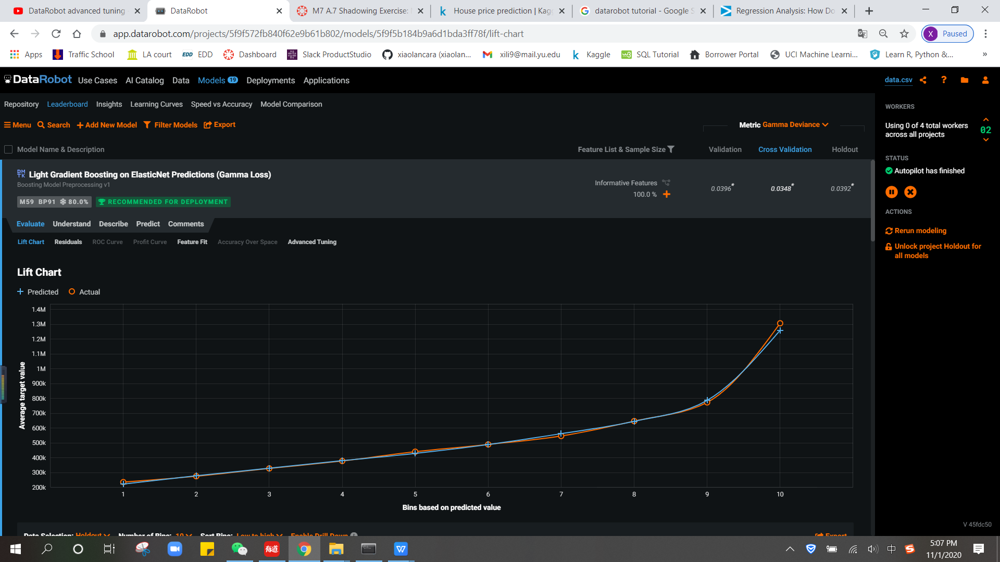 DataRobot advanced tuning
DataRobot
M7 A.7 Shadowing Exercise:
House price prediction | Kagg
datarobot tutorial - Google S
Regression Analysis: How Do
app.datarobot.com/projects/5f9f572fb840f62e9b61b802/models/5f9f5b184b9a6d1bda3ff78f/lift-chart
X Paused
Apps
Traffic School
LA court
EDD EDD
Dashboard
Slack ProductStudio
xiaolancara (xiaolan...
xili9@mail.yu.edu
k Kaggle
w3 SQL Tutorial
Borrower Portal
UCI Machine Learni...
Learn R, Python &...
»
DataRobot Use Cases AI Catalog Data Models 19 Deployments Applications
data.csv ?
Repository Leaderboard Insights Learning Curves Speed vs Accuracy Model Comparison
Menu Search Add New Model Filter Models Export
Metric Gamma Deviance
Model Name & Description
Feature List & Sample Size
Validation Cross Validation Holdout
DM
TK
Light Gradient Boosting on ElasticNet Predictions (Gamma Loss)
Boosting Model Preprocessing v1
M59 BP91 80.0% RECOMMENDED FOR DEPLOYMENT
Informative Features
100.0 %
0.0396* 0.0348* 0.0392*
Evaluate Understand Describe Predict Comments
Lift Chart Residuals ROC Curve Profit Curve Feature Fit Accuracy Over Space Advanced Tuning
Lift Chart
Predicted Actual
1.4M
1.3M
1.2M
1.1M
1M
900k
800k
700k
600k
500k
400k
300k
200k
Average target value
1 2 3 4 5 6 7 8 9 10
Bins based on predicted value
Data Selection: Holdout Number of Bins: 10 Sort Bins: Low to high Enable Drill Down
Export
WORKERS
Using 0 of 4 total workers
across all projects
02
STATUS
Autopilot has finished
ACTIONS
Rerun modeling
Unlock project Holdout for
all models
V 45fdc50
有道
W
中
S
5:07 PM
11/1/2020